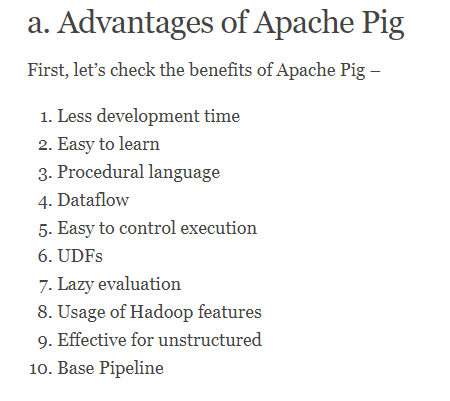 a. Advantages of Apache Pig
First, let’s check the benefits of Apache Pig –
1. Less development time
2. Easy to learn
3. Procedural language
4. Dataflow
5. Easy to control execution
6. UDFs
7. Lazy evaluation
8. Usage of Hadoop features
9. Effective for unstructured
10. Base Pipeline